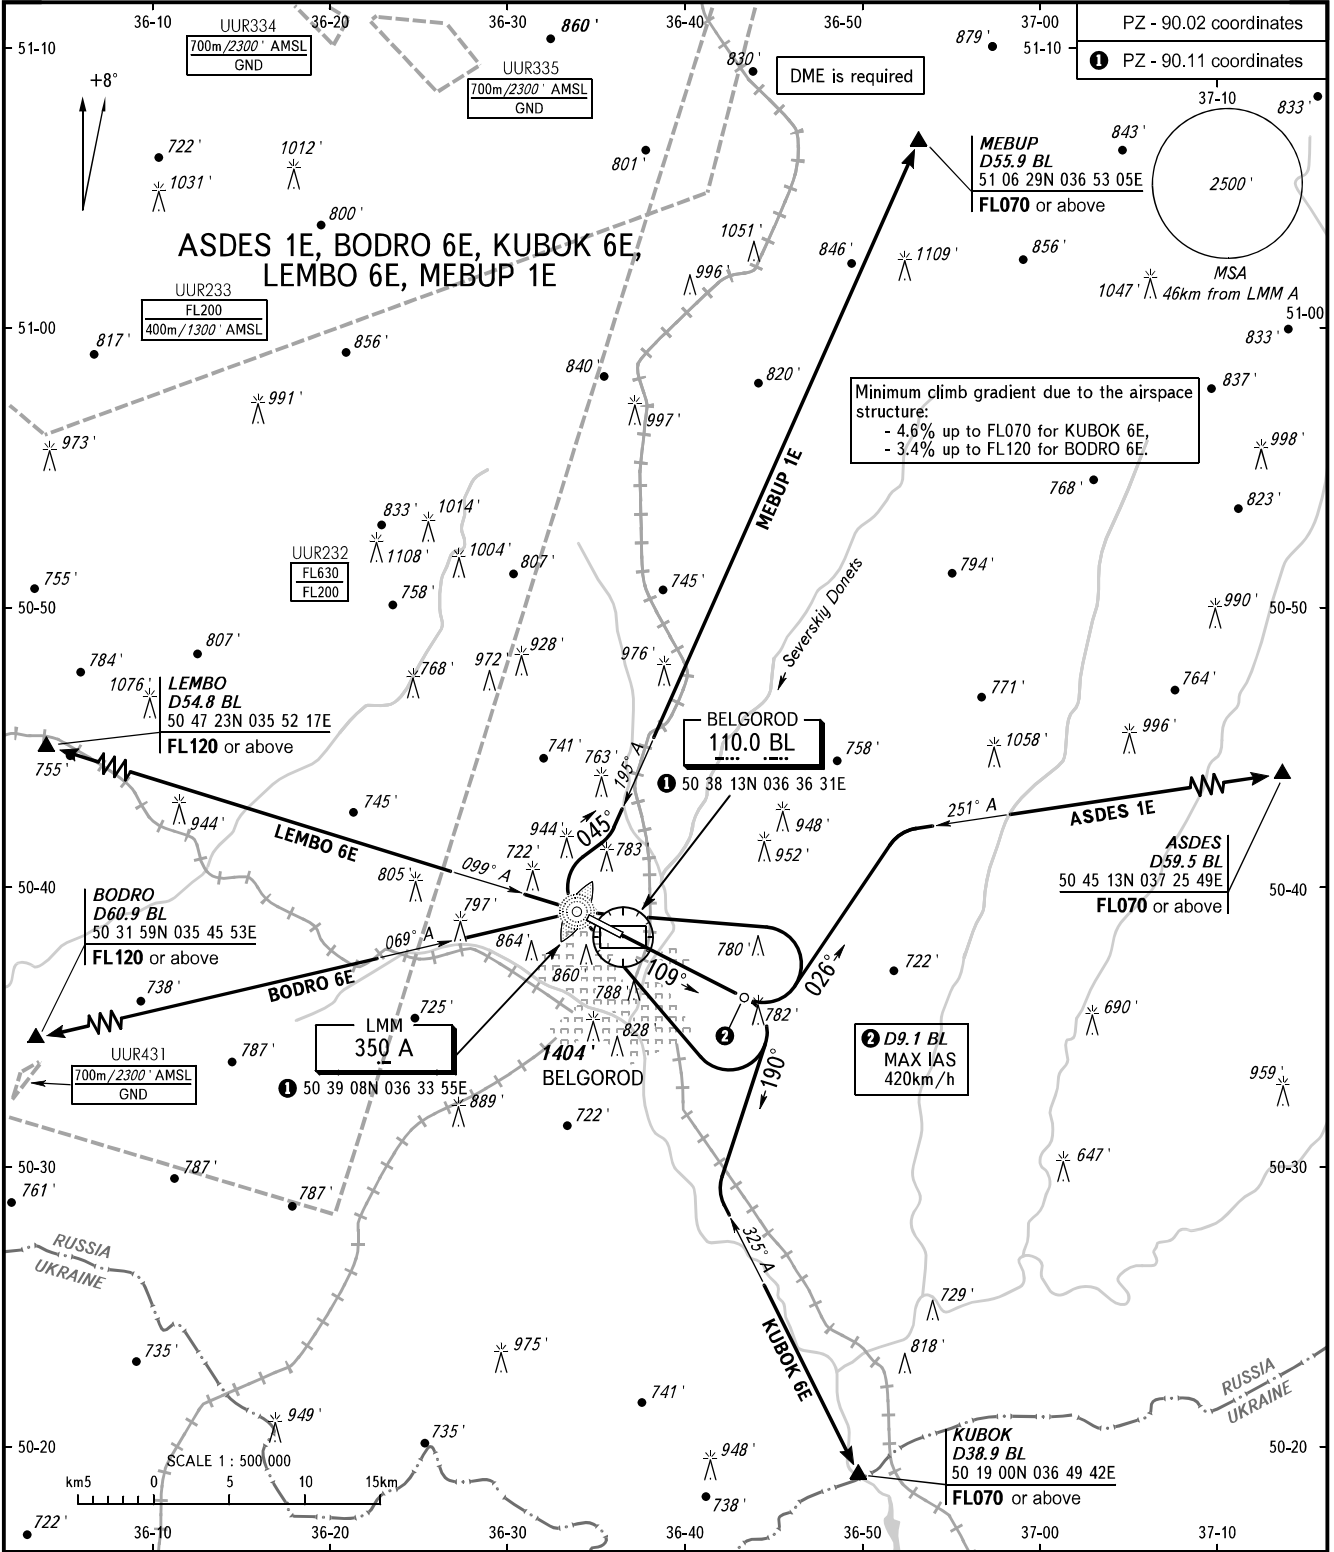 36-10
36-20
36-30
36-40
36-50
37-00
PZ - 90.02 coordinates
1 PZ - 90.11 coordinates
51-10
51-10
UUR334
700m/2300' AMSL
GND
860'
UUR335
700m/2300' AMSL
GND
830'
DME is required
879'
37-10
833'
+8°
722'
1031'
1012'
801'
MEBUP
D55.9 BL
51 06 29N 036 53 05E
FL070 or above
843'
2500'
MSA
46km from LMM A
800'
ASDES 1E, BODRO 6E, KUBOK 6E,
LEMBO 6E, MEBUP 1E
1051'
996'
846'
1109'
856'
1047'
UUR233
FL200
400m/1300' AMSL
51-00
51-00
833'
817'
856'
840'
820'
837'
991'
997'
Minimum climb gradient due to the airspace
structure:
- 4.6% up to FL070 for KUBOK 6E,
- 3.4% up to FL120 for BODRO 6E.
973'
998'
768'
823'
MEBUP 1E
833'
1014'
1108'
1004'
807'
UUR232
FL630
FL200
758'
755'
745'
794'
Severskiy Donets
990'
50-50
50-50
807'
784'
1076'
768'
972'
928'
976'
771'
764'
LEMBO
D54.8 BL
50 47 23N 035 52 17E
FL120 or above
BELGOROD
110.0 BL
1 50 38 13N 036 36 31E
758'
1058'
996'
755'
741'
763'
195° A
944'
745'
LEMBO 6E
099° A
045°
944'
722'
783'
948'
952'
251° A
ASDES 1E
ASDES
D59.5 BL
50 45 13N 037 25 49E
FL070 or above
50-40
50-40
805'
797'
BODRO
D60.9 BL
50 31 59N 035 45 53E
FL120 or above
069° A
BODRO 6E
864'
860'
788'
109°
780'
026°
722'
738'
725'
782'
690'
LMM
350 A
1 50 39 08N 036 33 55E
828
1404'
BELGOROD
2
2 D9.1 BL
MAX IAS
420km/h
190°
UUR431
700m/2300' AMSL
GND
787'
959'
889'
722'
50-30
50-30
647'
787'
761'
787'
325° A
RUSSIA
UKRAINE
729'
KUBOK 6E
735'
975'
818'
741'
RUSSIA
UKRAINE
949'
735'
50-20
50-20
SCALE 1 : 500 000
km5 0 5 10 15km
948'
738'
KUBOK
D38.9 BL
50 19 00N 036 49 42E
FL070 or above
722'
36-10
36-20
36-30
36-40
36-50
37-00
37-10